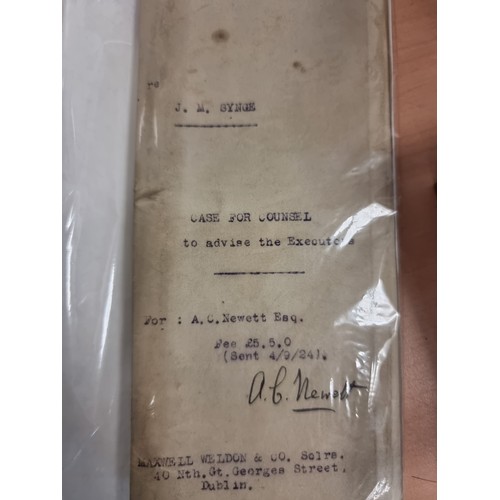 re
J. M. SYNGE
CASE FOR COUNSEL
to advise the Executors
For : A.C.Newett Esq.
Fee £5.5.0
(Sent 4/9/24).
A. C. Newett
MAXWELL WELDON & CO. Solrs.
40 Nth.Gt.Georges Street,
Dublin.